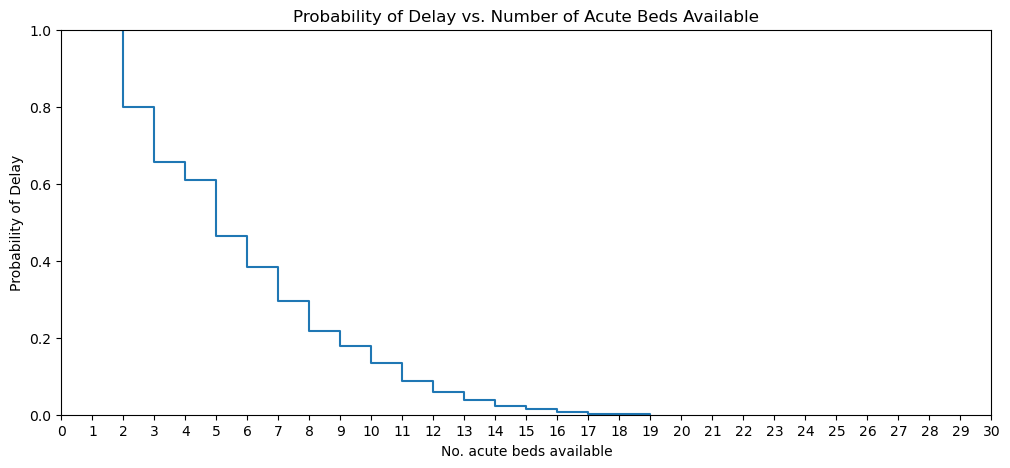 Probability of Delay vs. Number of Acute Beds Available
1.0
0.8
0.6
0.4
0.2
0.0
Probability of Delay
0 1 2 3 4 5 6 7 8 9 10 11 12 13 14 15 16 17 18 19 20 21 22 23 24 25 26 27 28 29 30
No. acute beds available